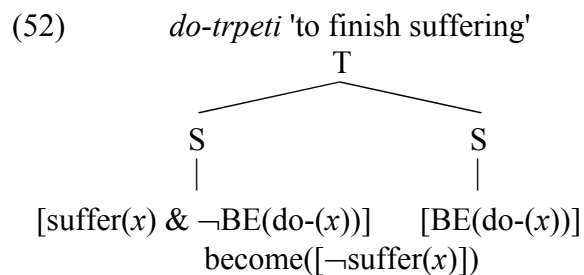 (52) do-trpeti 'to finish suffering'
T
S S
[suffer(x) & ¬BE(do-(x))] [BE(do-(x))]
become([¬suffer(x)])